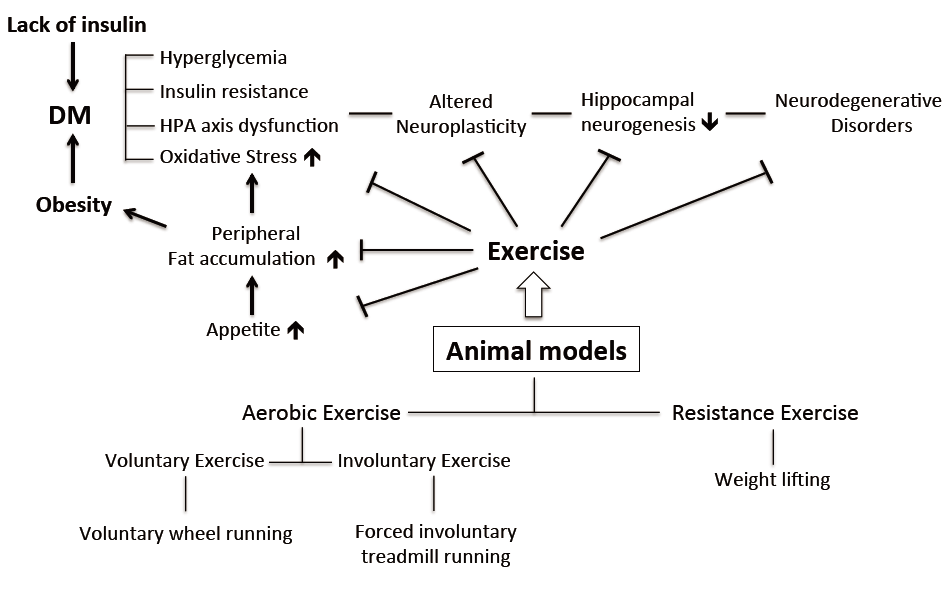 Lack of insulin
DM
Obesity
Hyperglycemia
Insulin resistance
HPA axis dysfunction
Oxidative Stress
Peripheral
Fat accumulation
Appetite
Altered
Neuroplasticity
Hippocampal
neurogenesis
Neurodegenerative
Disorders
Exercise
Animal models
Aerobic Exercise
Resistance Exercise
Voluntary Exercise
Involuntary Exercise
Weight lifting
Voluntary wheel running
Forced involuntary
treadmill running